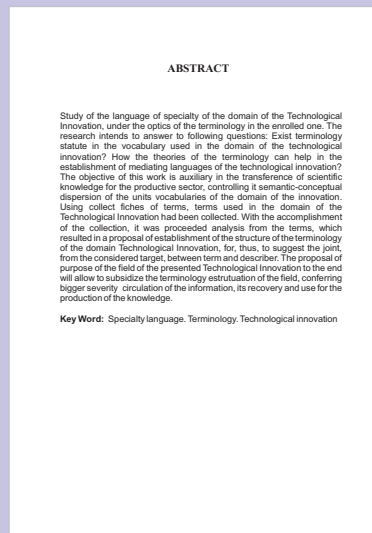 ABSTRACT
Study of the language of specialty of the domain of the Technological
Innovation, under the optics of the terminology in the enrolled one. The
research intends to answer to following questions: Exist terminology
statute in the vocabulary used in the domain of the technological
innovation? How the theories of the terminology can help in the
establishment of mediating languages of the technological innovation?
The objective of this work is auxiliary in the transference of scientific
knowledge for the productive sector, controlling it semantic-conceptual
dispersion of the units vocabularies of the domain of the innovation.
Using collect fiches of terms, terms used in the domain of the
Technological Innovation had been collected. With the accomplishment
of the collection, it was proceeded analysis from the terms, which
resulted in a proposal of establishment of the structure of the terminology
of the domain Technological Innovation, for, thus, to suggest the joint,
from the considered target, between term and describer. The proposal of
purpose of the field of the presented Technological Innovation to the end
will allow to subsidize the terminology estrutuation of the field, conferring
bigger severity circulation of the information, its recovery and use for the
production of the knowledge.
Key Word: Specialty language. Terminology. Technological innovation